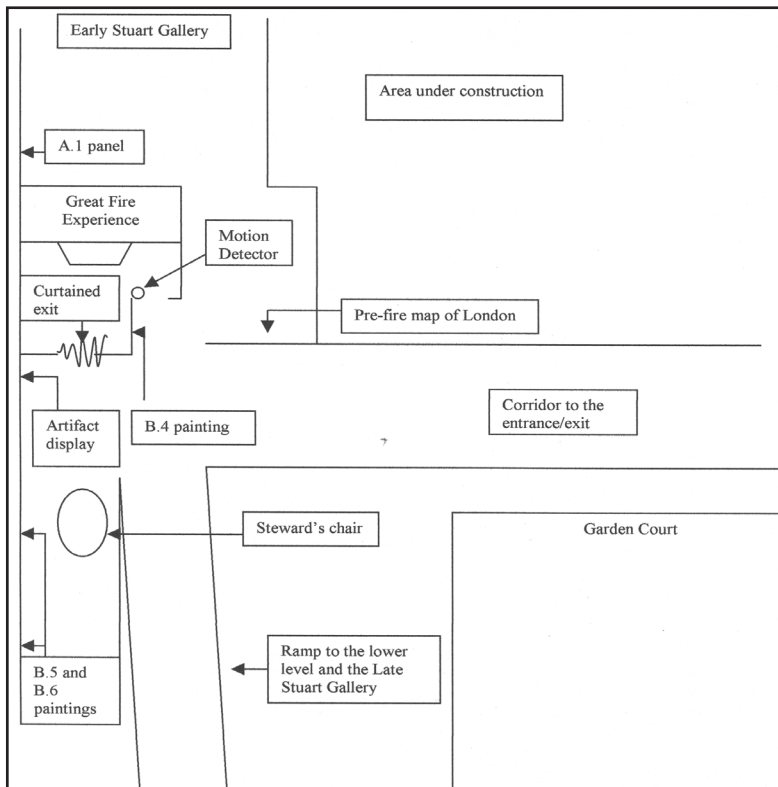 Early Stuart Gallery
Area under construction
A.1 panel
Great Fire
Experience
Motion
Detector
Curtained
exit
Pre-fire map of London
Artifact
display
B.4 painting
Corridor to the
entrance/exit
Steward's chair
Garden Court
Ramp to the lower
level and the Late
Stuart Gallery
B.5 and
B.6
paintings